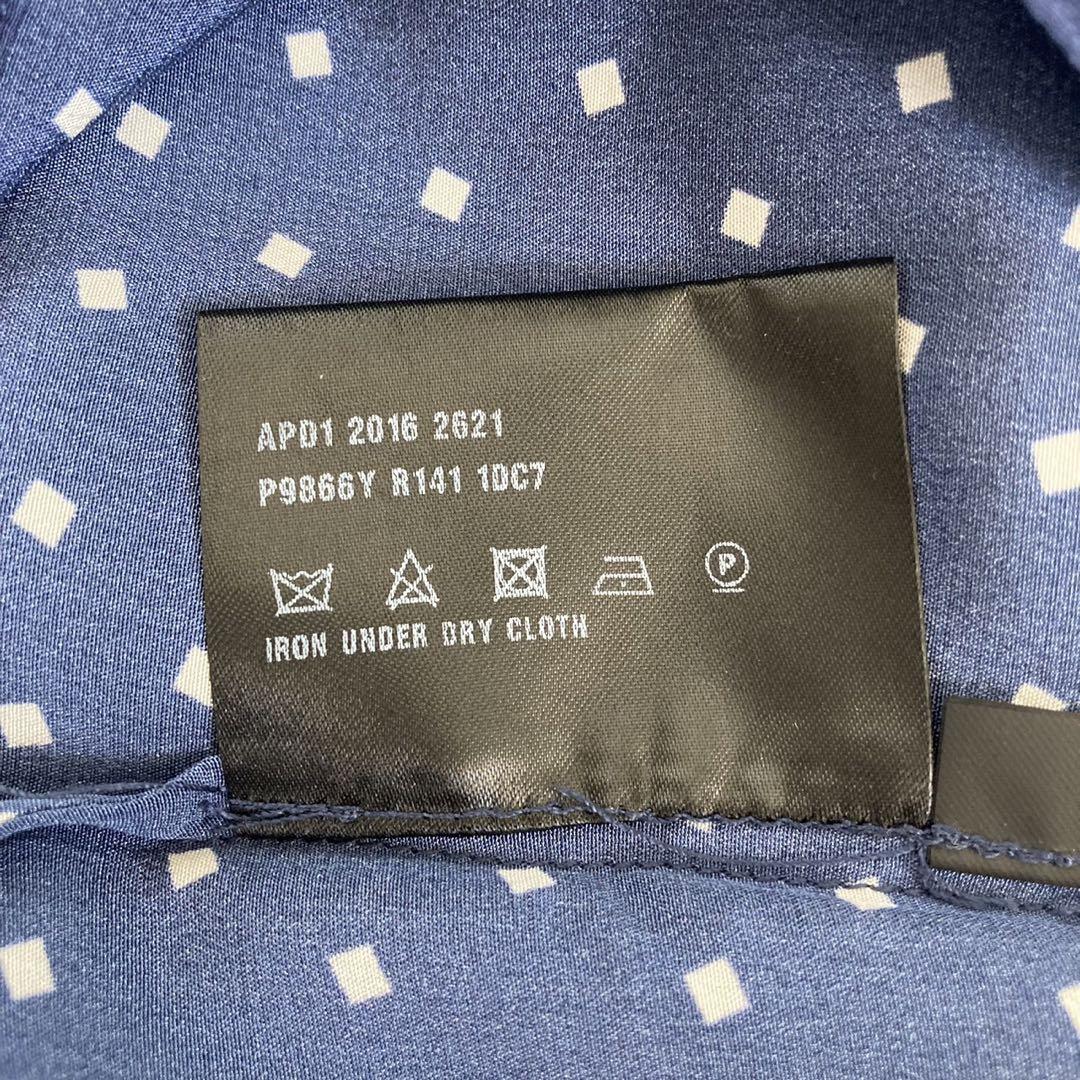 APD1 2016 2621
P9866Y R141 1DC7
P
IRON UNDER DRY CLOTH